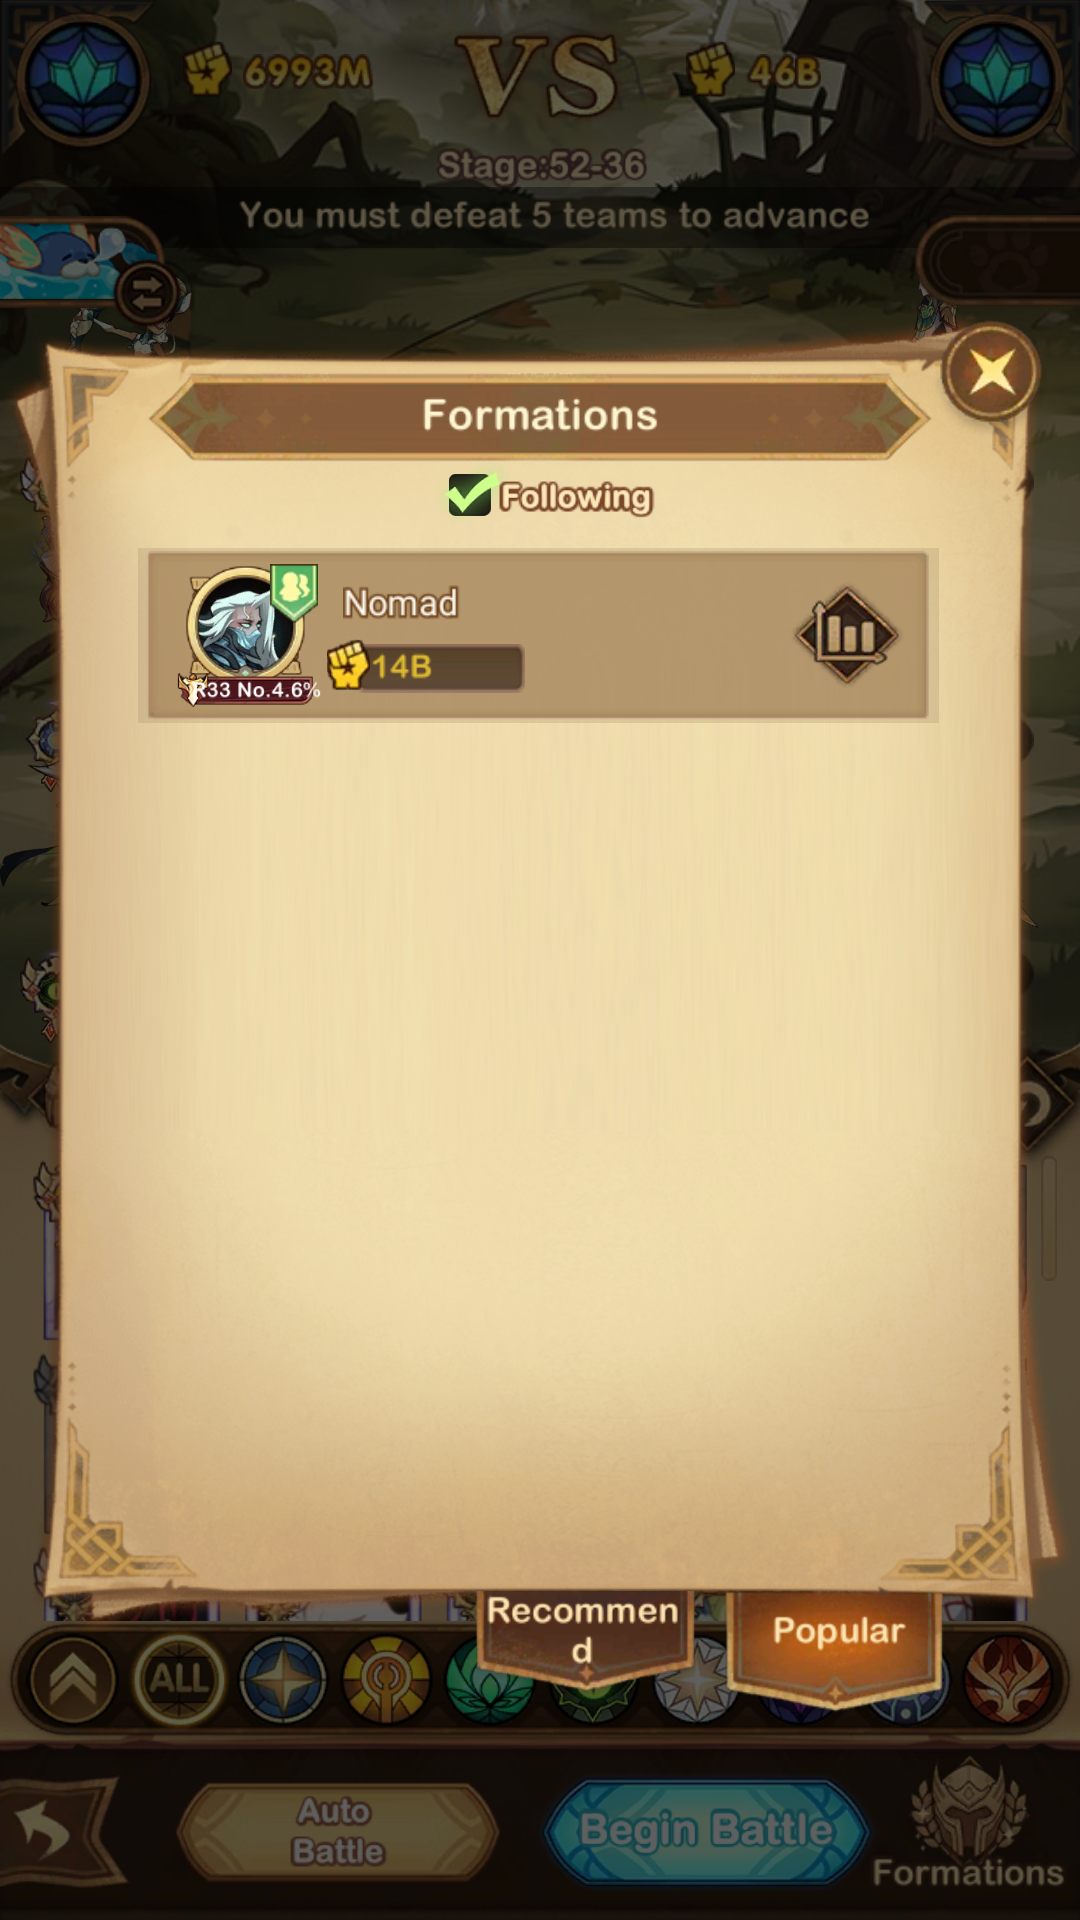 6993M
VS
46B
Stage:52-36
You must defeat 5 teams to advance
Formations
Following
Nomad
14B
R33 No.4.6%
Recommen
d
Popular
ALL
Auto
Battle
Begin Battle
Formations